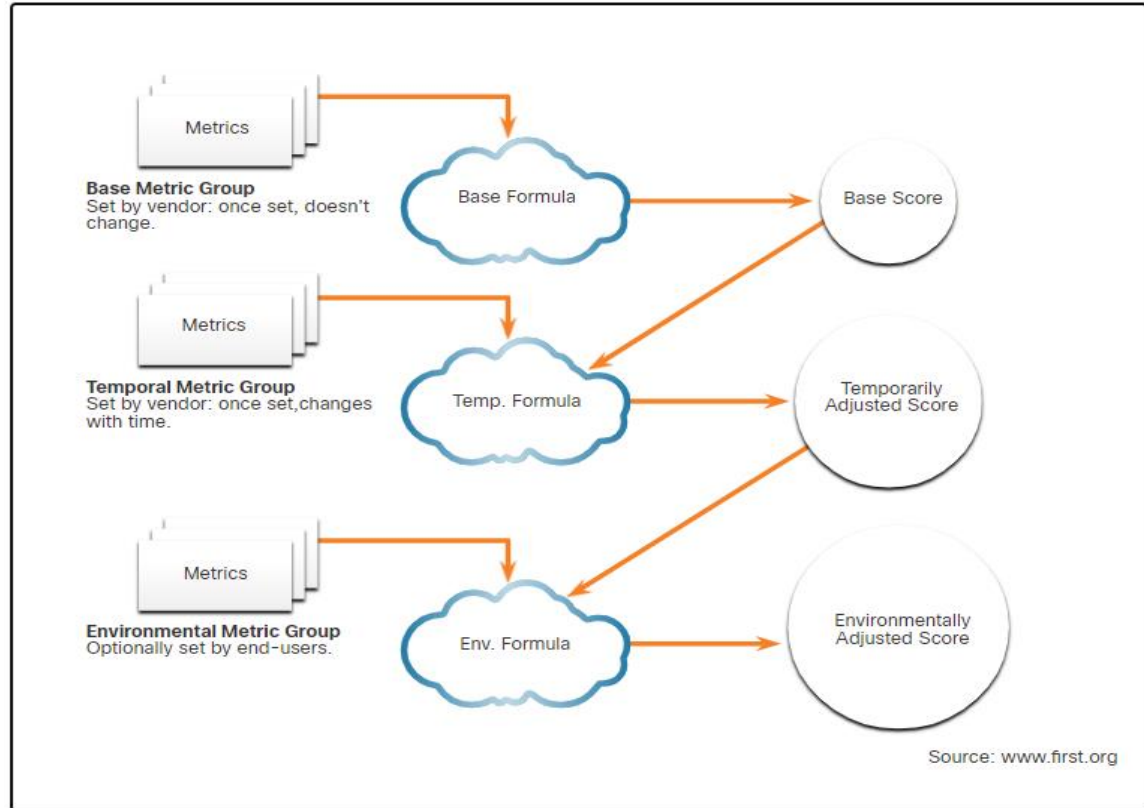 Metrics
Base Metric Group
Set by vendor: once set, doesn't
change.
Base Formula
Base Score
Metrics
Temporal Metric Group
Set by vendor: once set,changes
with time.
Temp. Formula
Temporarily
Adjusted Score
Metrics
Environmental Metric Group
Optionally set by end-users.
Env. Formula
Environmentally
Adjusted Score
Source: www.first.org